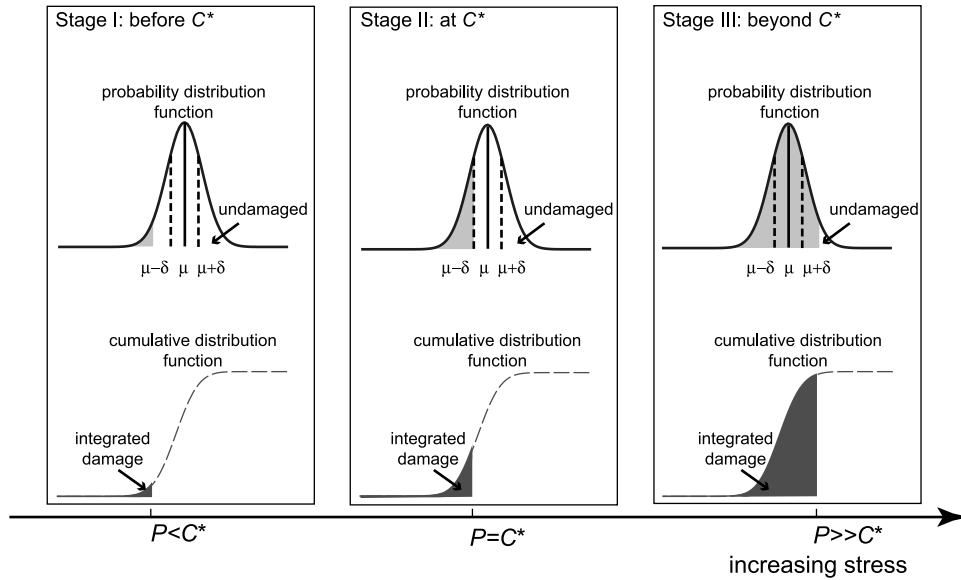 Stage I: before C*
probability distribution
function
undamaged
μ−δ μ μ+δ
cumulative distribution
function
integrated
damage
P<C*
Stage II: at C*
probability distribution
function
undamaged
μ−δ μ μ+δ
cumulative distribution
function
integrated
damage
P=C*
Stage III: beyond C*
probability distribution
function
undamaged
μ−δ μ μ+δ
cumulative distribution
function
integrated
damage
P>>C*
increasing stress